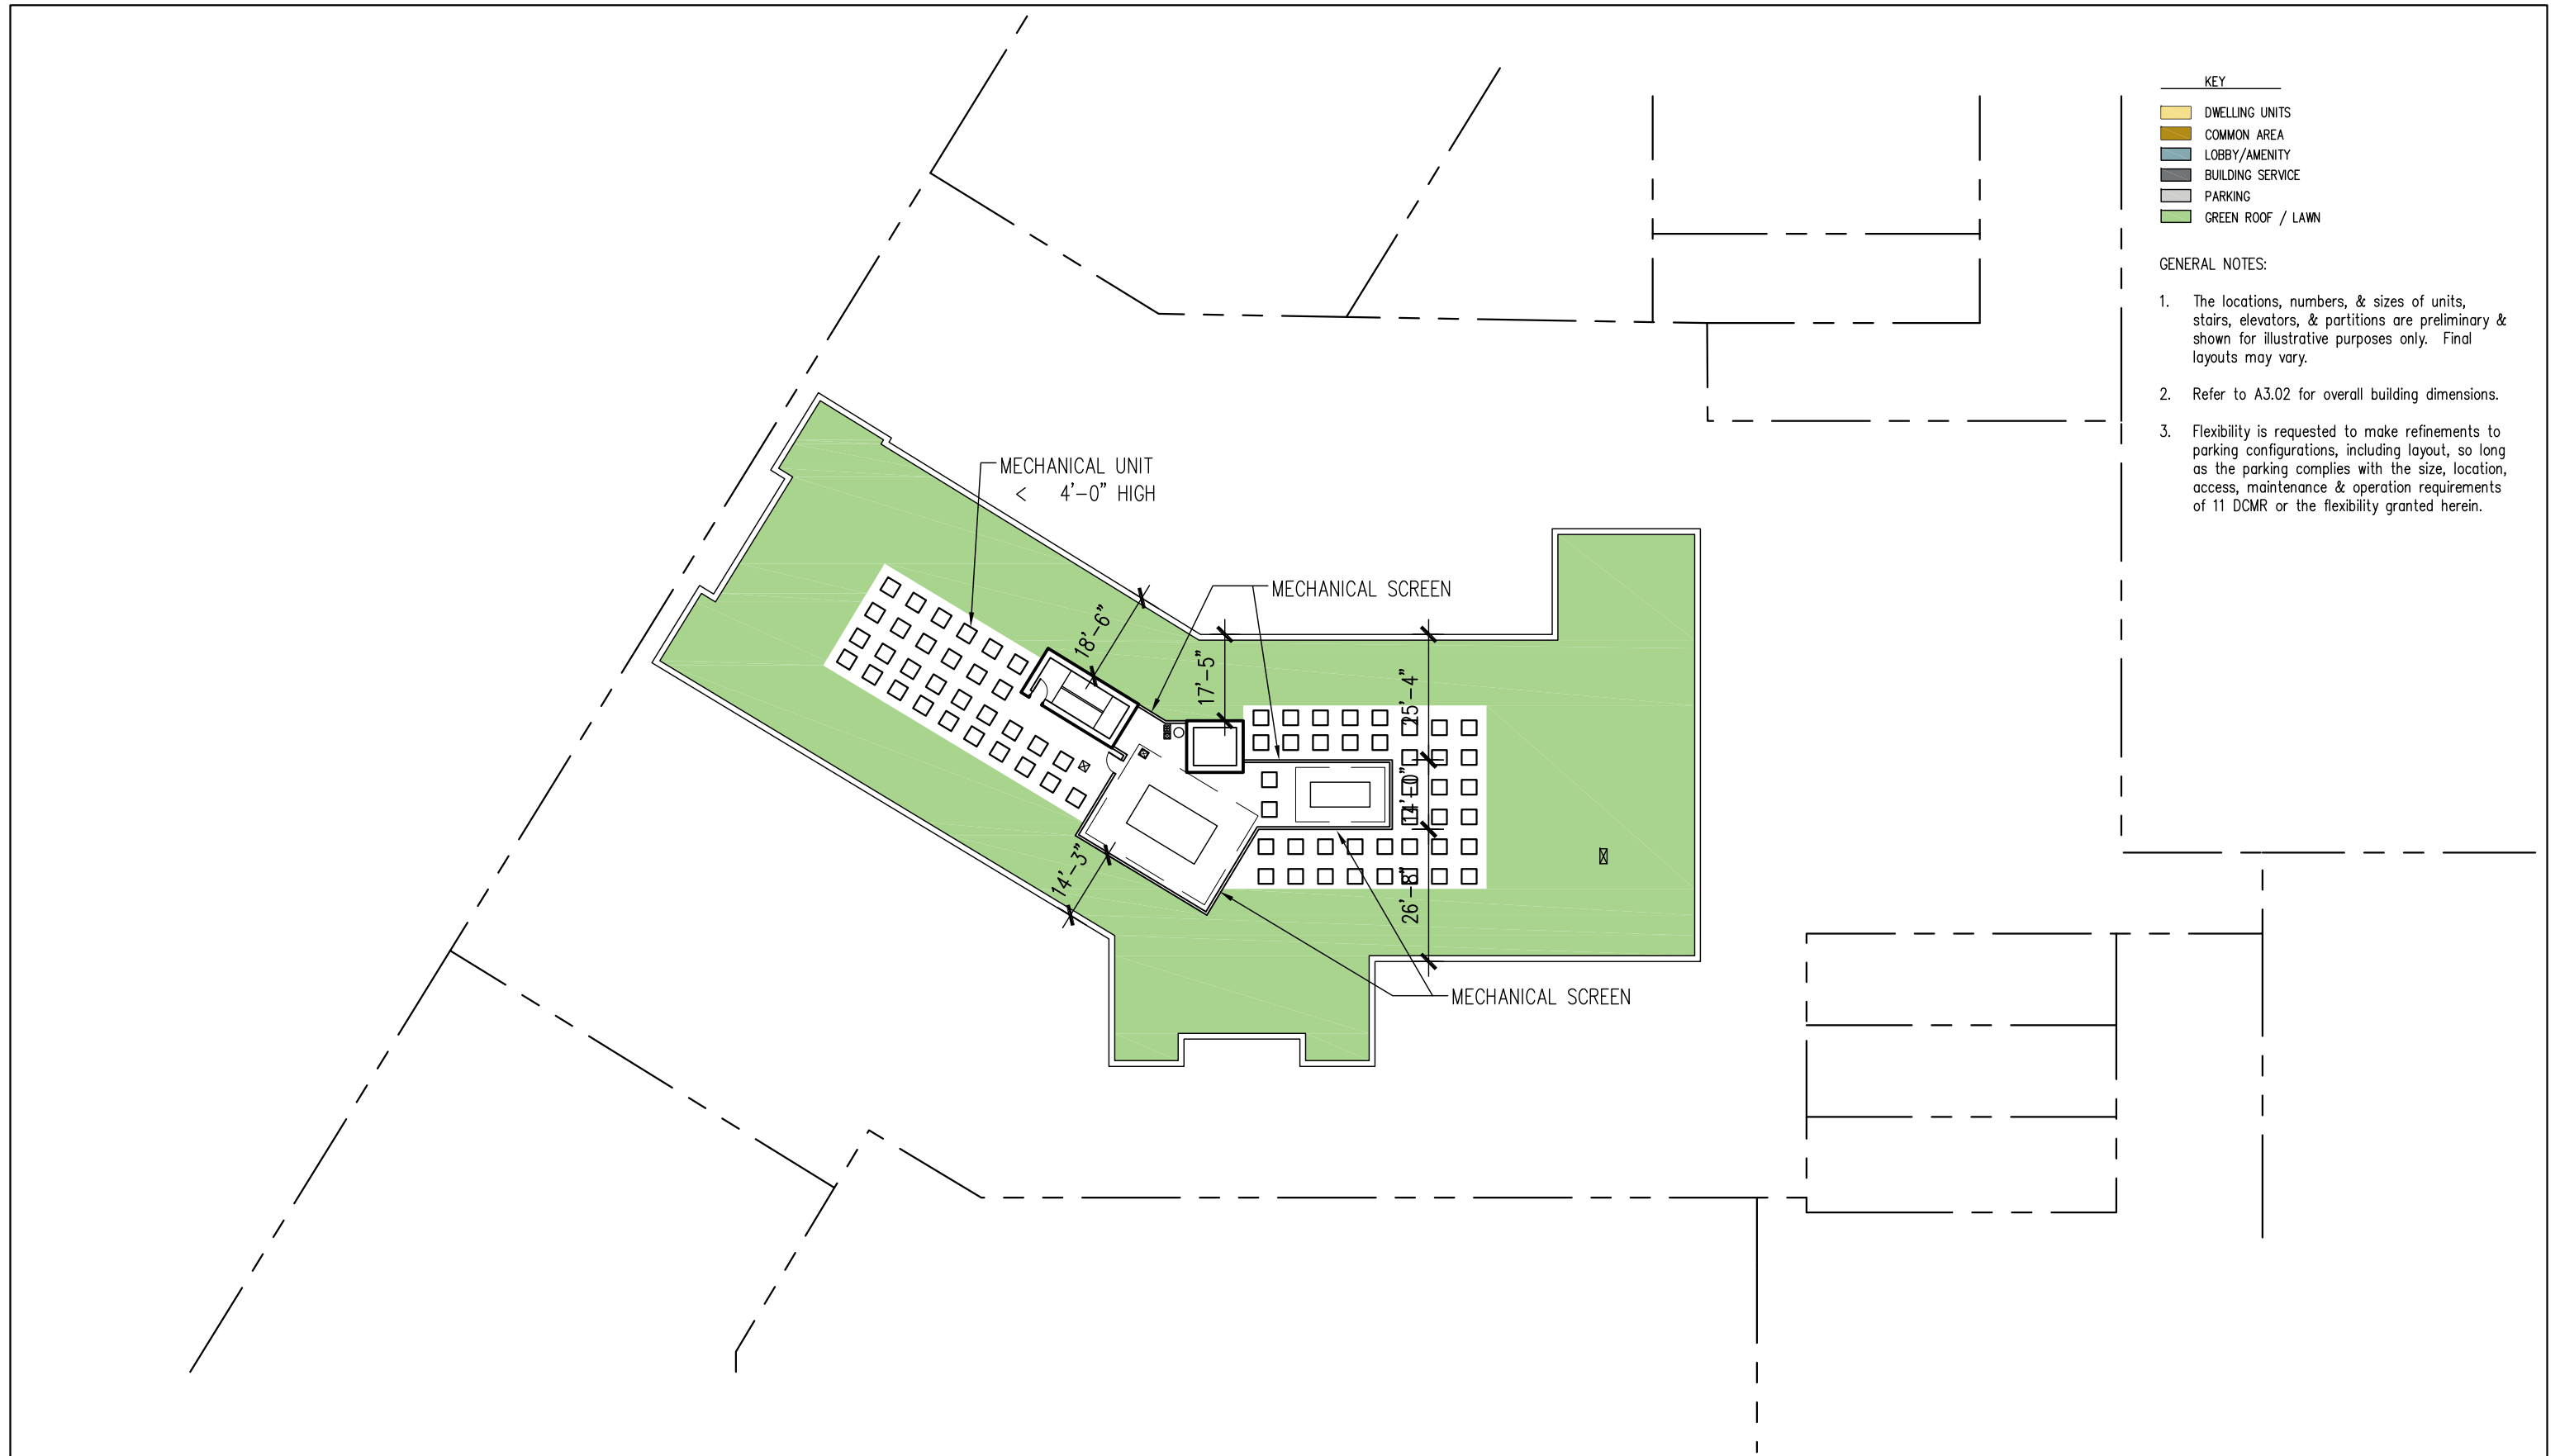 KEY
DWELLING UNITS
COMMON AREA
LOBBY/AMENITY
BUILDING SERVICE
PARKING
GREEN ROOF / LAWN
GENERAL NOTES:
1. The locations, numbers, & sizes of units,
stairs, elevators, & partitions are preliminary &
shown for illustrative purposes only. Final
layouts may vary.
2. Refer to A3.02 for overall building dimensions.
3. Flexibility is requested to make refinements to
parking configurations, including layout, so long
as the parking complies with the size, location,
access, maintenance & operation requirements
of 11 DCMR or the flexibility granted herein.
MECHANICAL UNIT
< 4'-0" HIGH
MECHANICAL SCREEN
18'-6"
17'-5"
25'-4"
14'-0"
14'-3"
26'-8"
MECHANICAL SCREEN